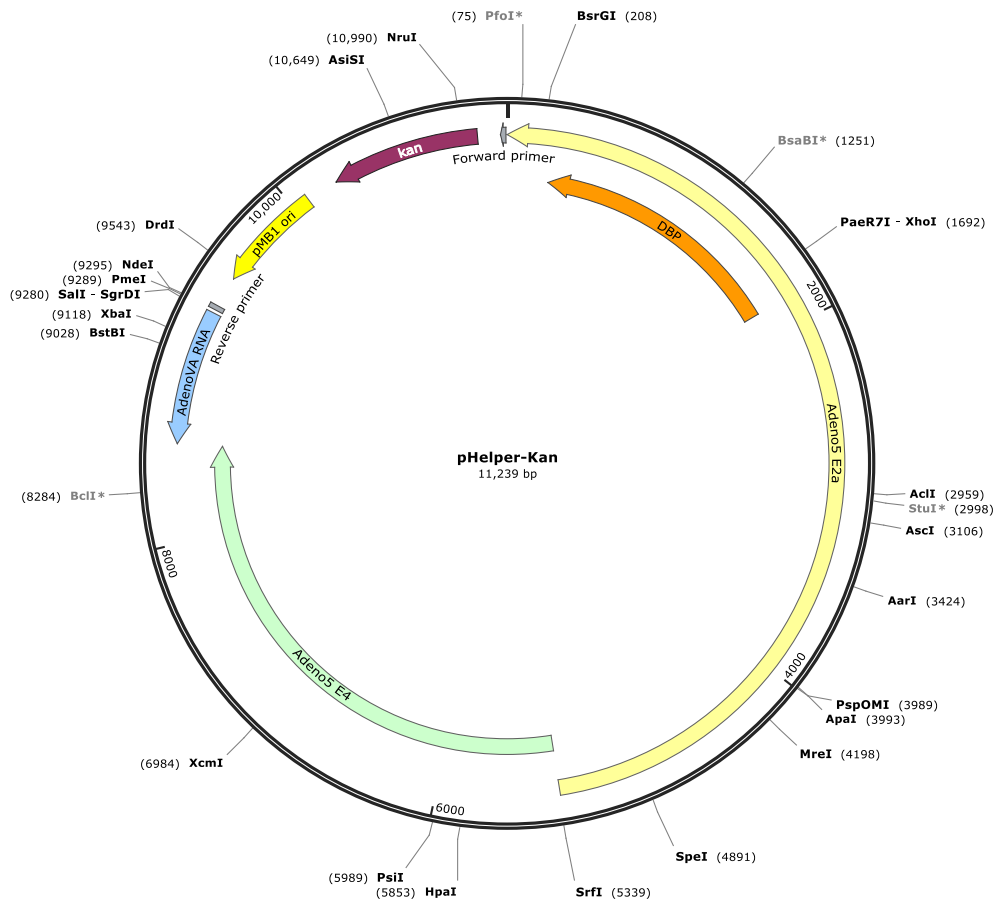 (75) PfoI*
BsrGI (208)
(10,990) NruI
(10,649) AsiSI
BsaBI* (1251)
kan
Forward primer
10,000
pMB1 ori
DBP
PaeR7I - XhoI (1692)
(9543) DrdI
(9295) NdeI
(9289) PmeI
(9280) SalI - SgrDI
(9118) XbaI
(9028) BstBI
2000
Reverse primer
AdenoVA RNA
Adeno5 E2a
pHelper-Kan
11,239 bp
(8284) BclI*
AclI (2959)
StuI* (2998)
AscI (3106)
8000
AarI (3424)
Adeno5 E4
4000
PspOMI (3989)
ApaI (3993)
MreI (4198)
(6984) XcmI
6000
SpeI (4891)
(5989) PsiI
(5853) HpaI
SrfI (5339)